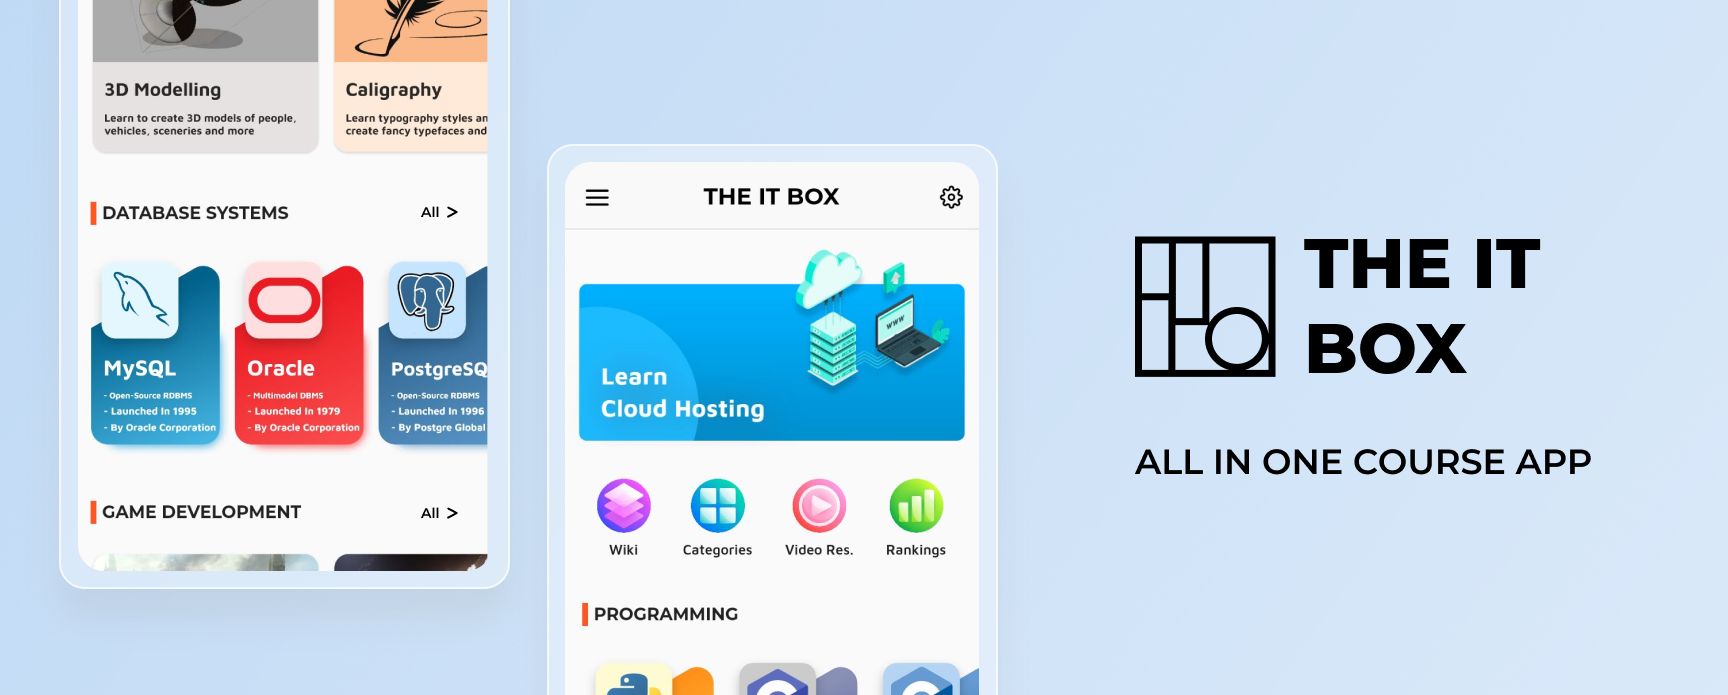 3D Modelling
Learn to create 3D models of people,
vehicles, sceneries and more
Caligraphy
Learn typography styles an
create fancy typefaces and
DATABASE SYSTEMS
All >
MySQL
- Open-Source RDBMS
- Launched In 1995
- By Oracle Corporation
Oracle
- Multimodel DBMS
- Launched In 1979
- By Oracle Corporation
PostgreSQ
- Open-Source RDBMS
- Launched In 1996
- By Postgre Global
GAME DEVELOPMENT
All >
THE IT BOX
WWW
Learn
Cloud Hosting
Wiki
Categories
Video Res.
Rankings
PROGRAMMING
THE IT
BOX
ALL IN ONE COURSE APP